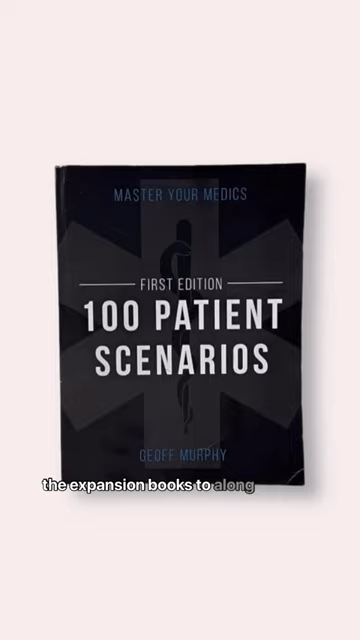 MASTER YOUR MEDICS
FIRST EDITION
100 PATIENT
SCENARIOS
GEOFF MURPHY
the expansion books to along